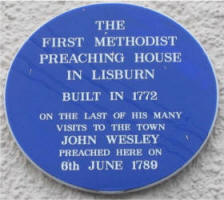 THE
FIRST METHODIST
PREACHING HOUSE
IN LISBURN
BUILT IN 1772
ON THE LAST OF HIS MANY
VISITS TO THE TOWN
JOHN WESLEY
PREACHED HERE ON
6th JUNE 1789